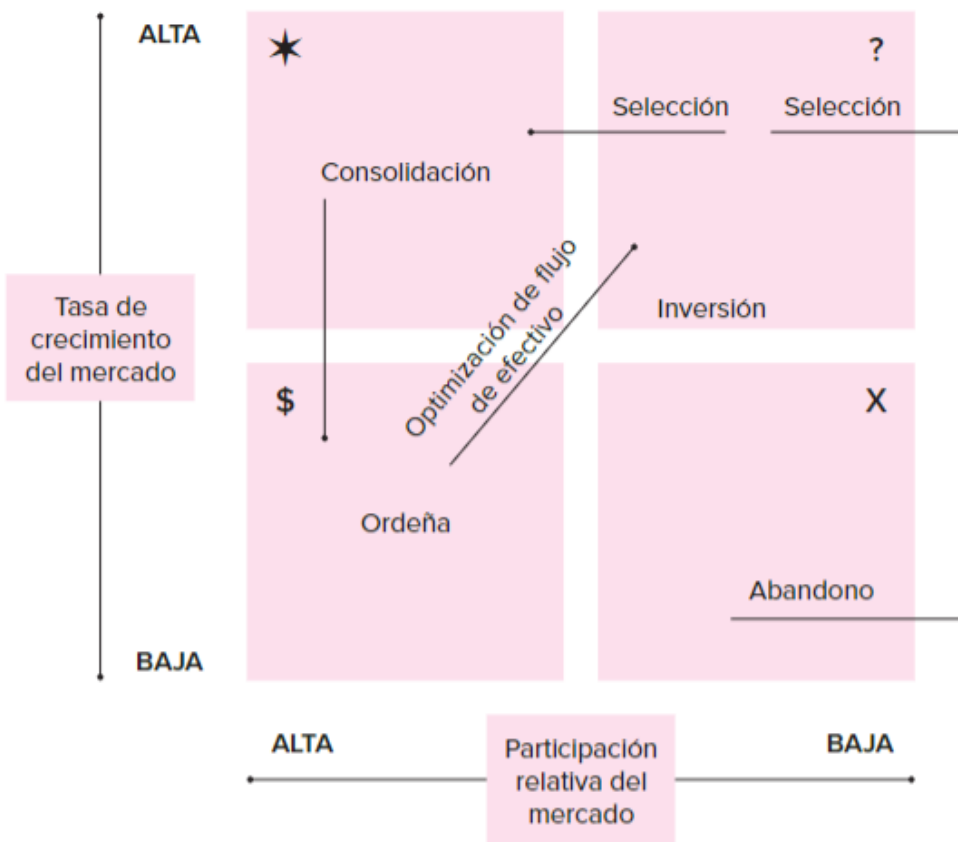 ALTA
✶
?
Selección
Selección
Consolidación
Optimización de flujo
de efectivo
Inversión
Tasa de
crecimiento
del mercado
$
X
Ordeña
Abandono
BAJA
ALTA
Participación
relativa del
mercado
BAJA